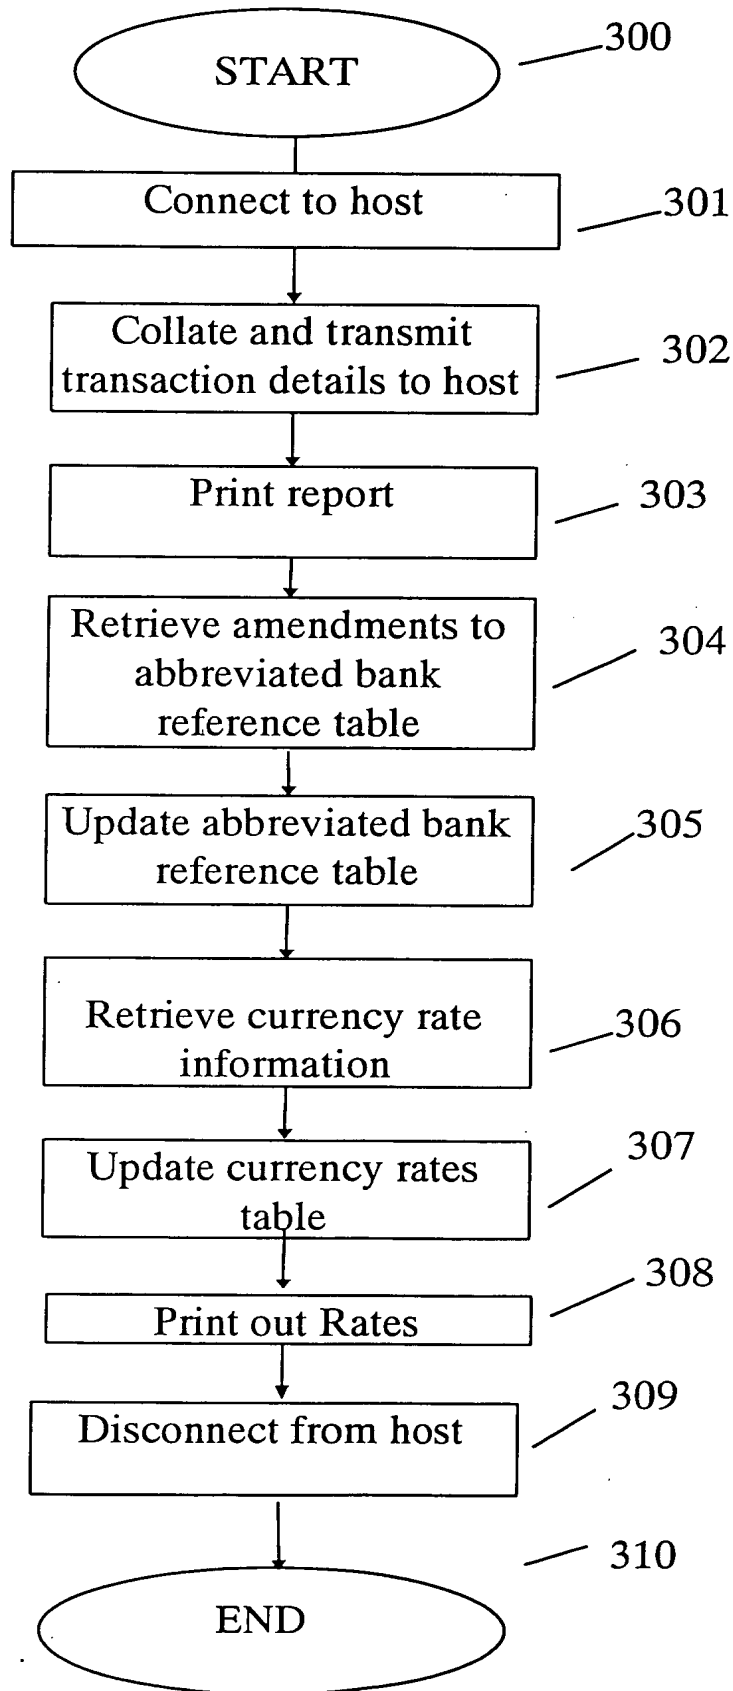 START
300
Connect to host
301
Collate and transmit
transaction details to host
302
Print report
303
Retrieve amendments to
abbreviated bank
reference table
304
Update abbreviated bank
reference table
305
Retrieve currency rate
information
306
Update currency rates
table
307
Print out Rates
308
Disconnect from host
309
310
END